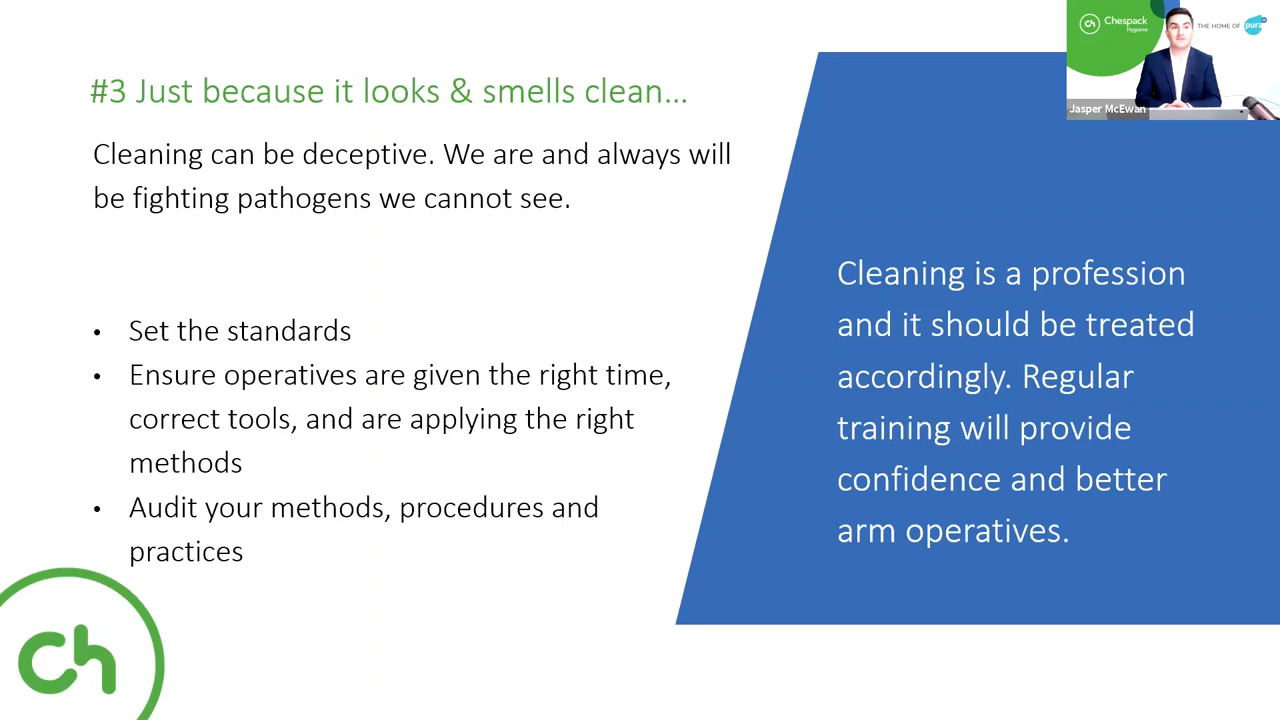 #3 Just because it looks & smells clean...
Cleaning can be deceptive. We are and always will
be fighting pathogens we cannot see.
• Set the standards
• Ensure operatives are given the right time,
correct tools, and are applying the right
methods
• Audit your methods, procedures and
practices
Cleaning is a profession
and it should be treated
accordingly. Regular
training will provide
confidence and better
arm operatives.
ch
ch Chespack
Hygiene
THE HOME OF
pura
Jasper McEwan